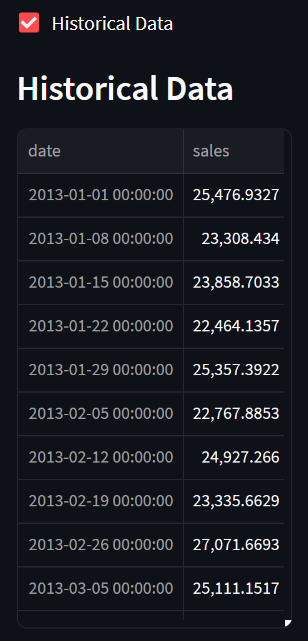 Historical Data
Historical Data
date sales
2013-01-01 00:00:00 25,476.9327
2013-01-08 00:00:00 23,308.434
2013-01-15 00:00:00 23,858.7033
2013-01-22 00:00:00 22,464.1357
2013-01-29 00:00:00 25,357.3922
2013-02-05 00:00:00 22,767.8853
2013-02-12 00:00:00 24,927.266
2013-02-19 00:00:00 23,335.6629
2013-02-26 00:00:00 27,071.6693
2013-03-05 00:00:00 25,111.1517